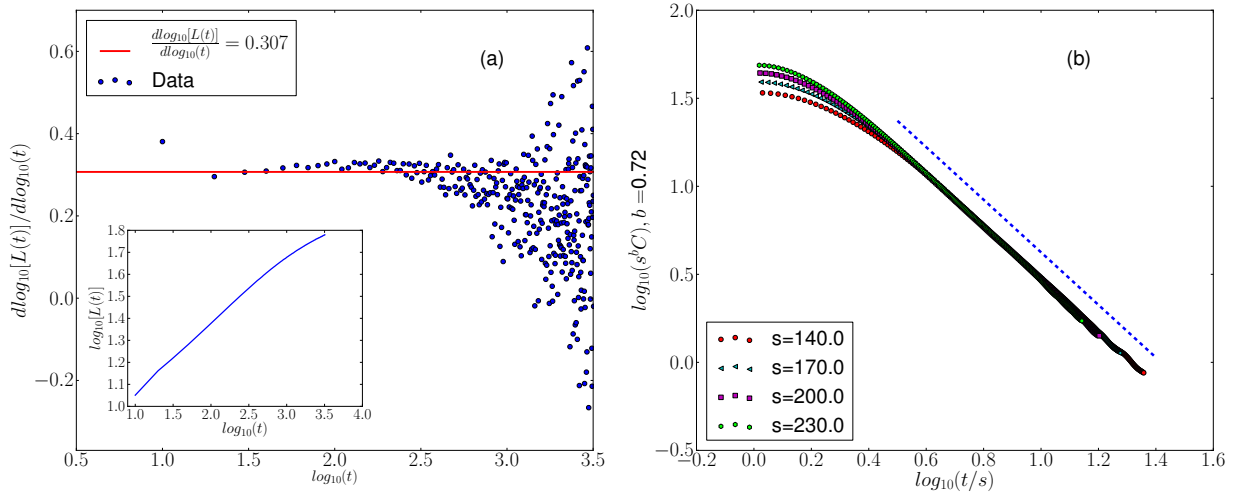 dlog₁₀[L(t)]/dlog₁₀(t) = 0.307
Data
(a)
0.6
0.4
0.2
0.0
−0.2
dlog₁₀[L(t)]/dlog₁₀(t)
0.5 1.0 1.5 2.0 2.5 3.0 3.5
log₁₀(t)
1.8
1.7
1.6
1.5
1.4
1.3
1.2
1.1
1.0
log₁₀[L(t)]
1.0 1.5 2.0 2.5 3.0 3.5 4.0
log₁₀(t)
(b)
2.0
1.5
1.0
0.5
0.0
−0.5
log₁₀(sᵇC), b = 0.72
s=140.0
s=170.0
s=200.0
s=230.0
−0.2 0.0 0.2 0.4 0.6 0.8 1.0 1.2 1.4 1.6
log₁₀(t/s)